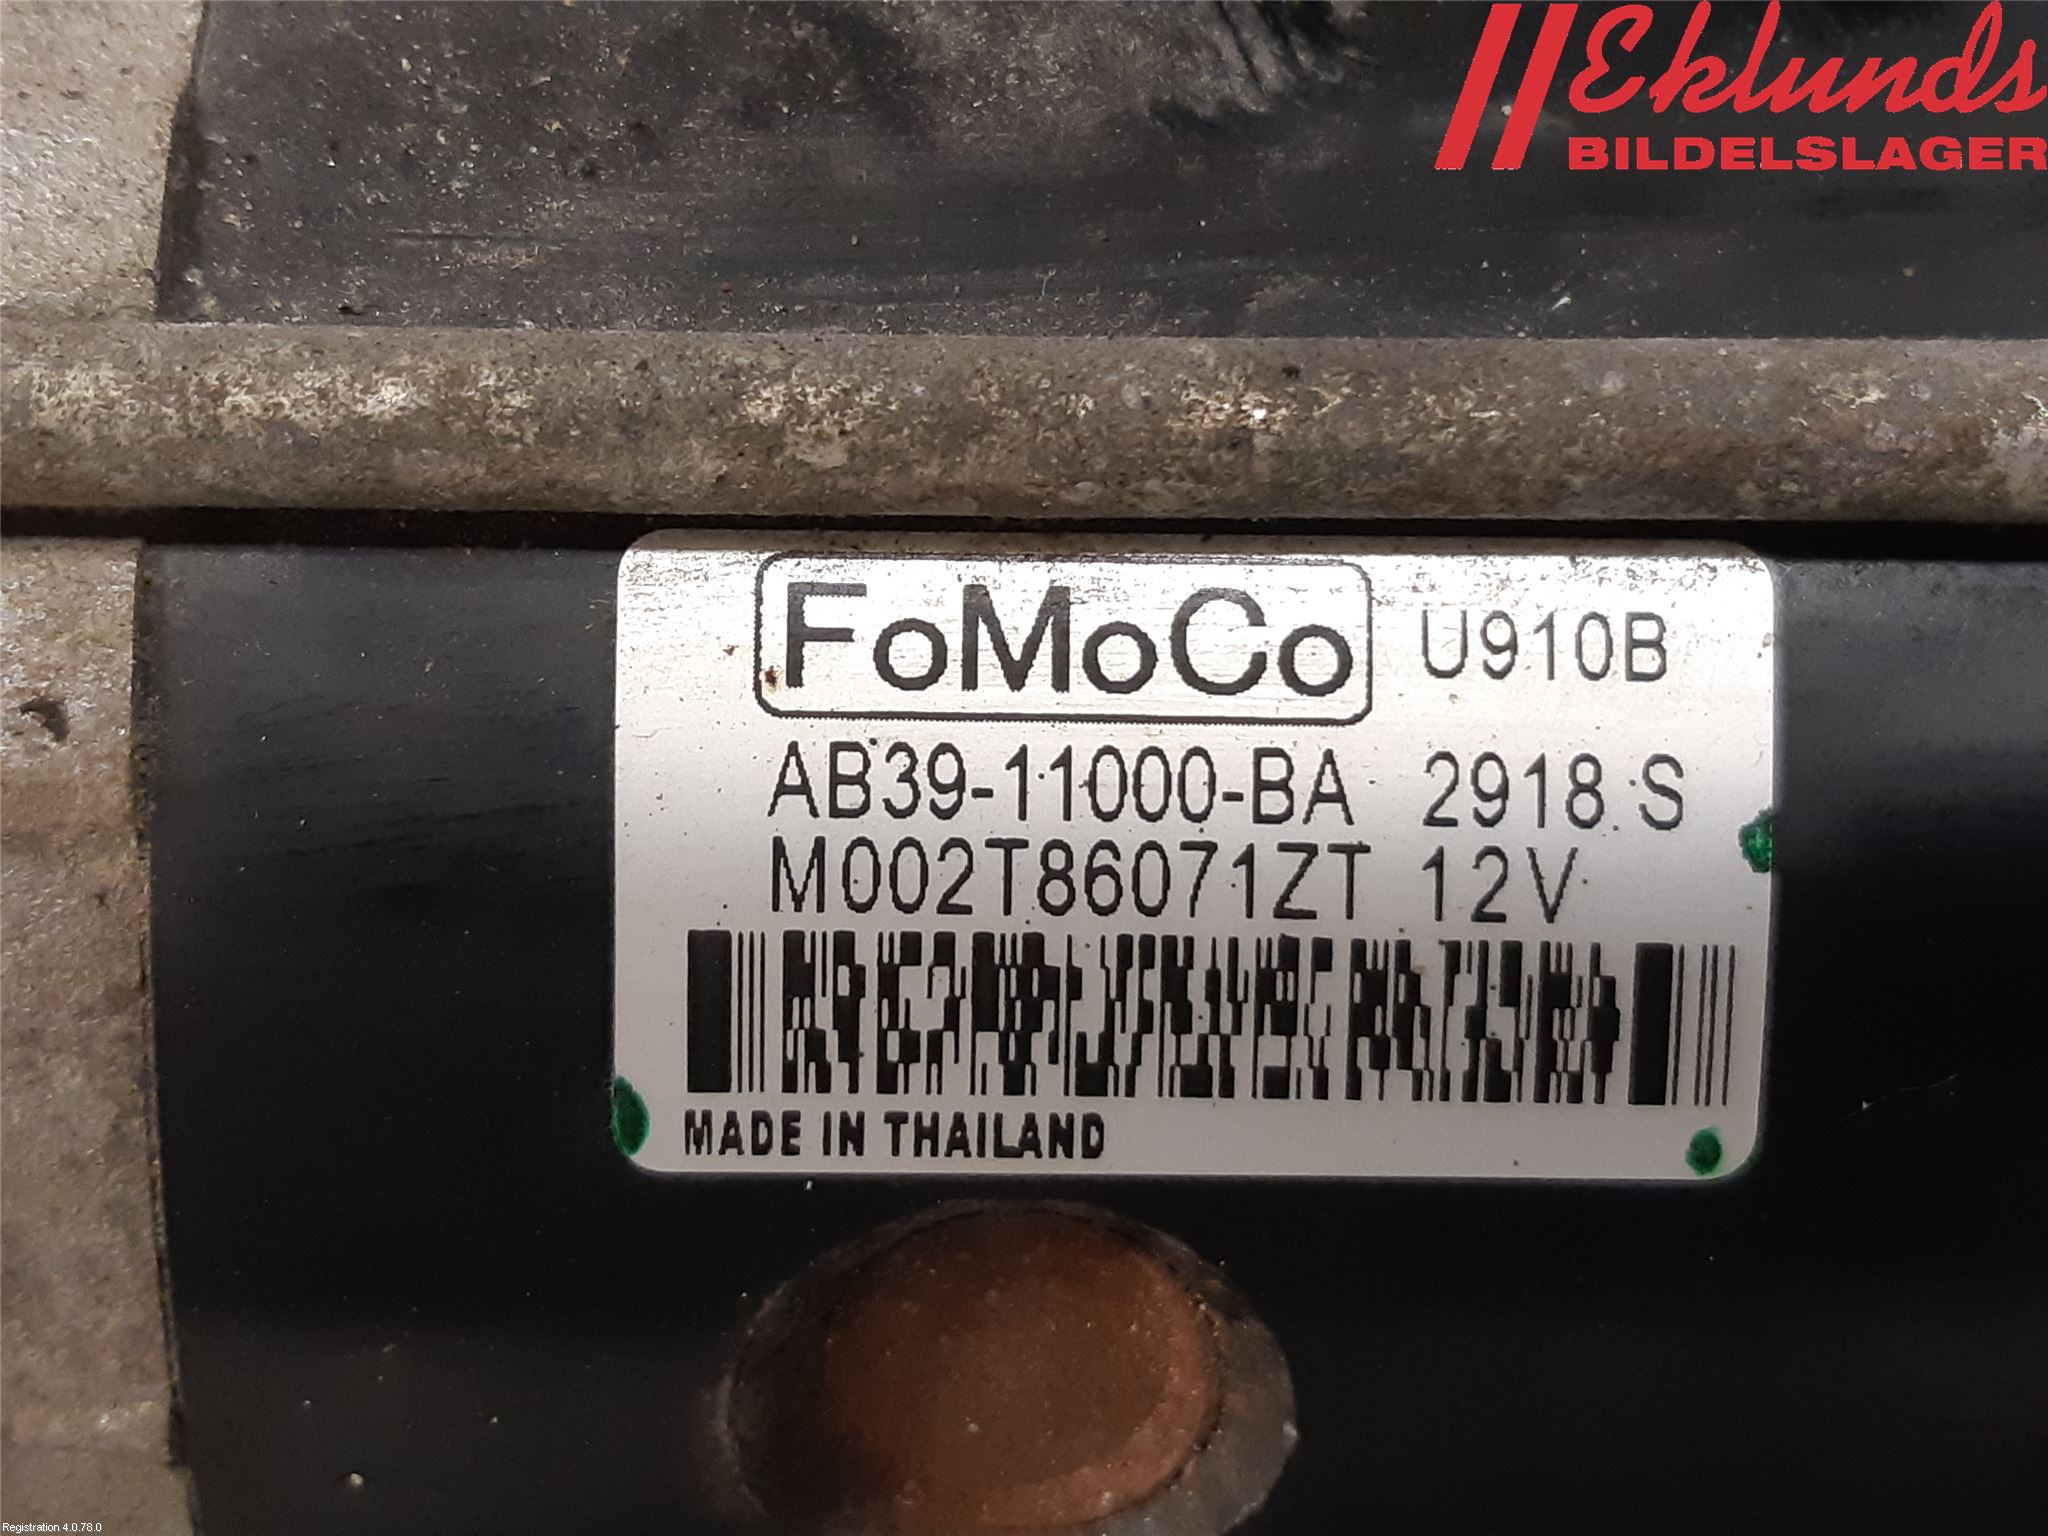 Eklunds
BILDELSLAGER
FoMoCo U910B
AB39-11000-BA 2918 S
M002T86071ZT 12V
MADE IN THAILAND
Registration 4.0.78.0